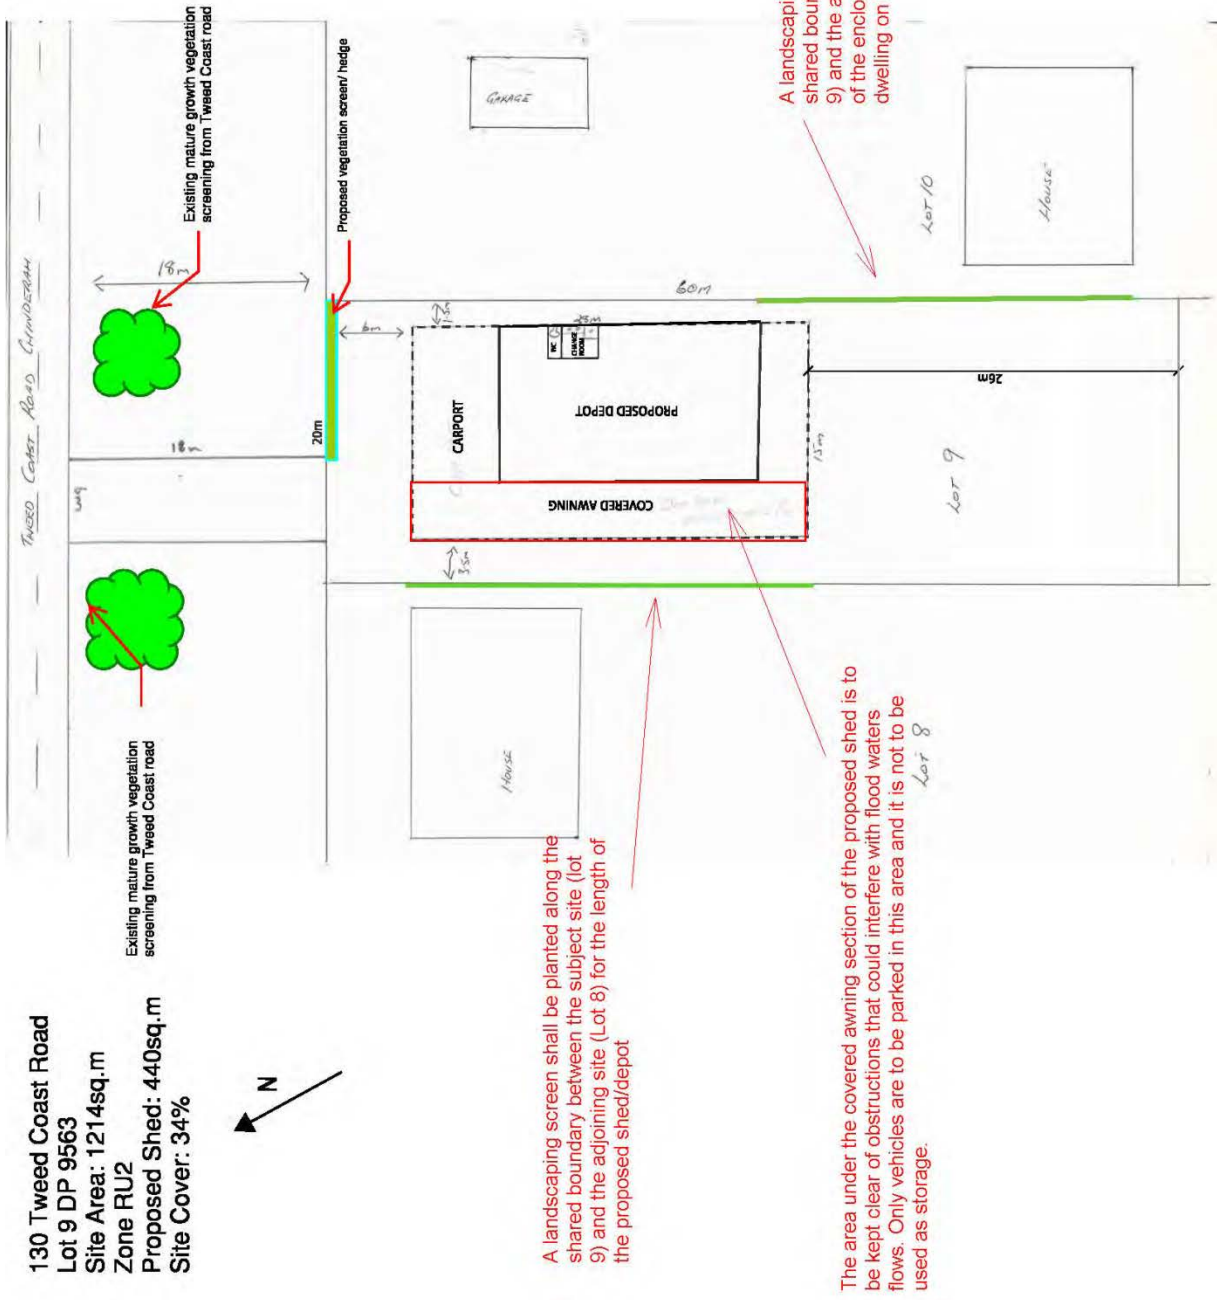 130 Tweed Coast Road
Lot 9 DP 9563
Site Area: 1214sq.m
Zone RU2
Proposed Shed: 440sq.m
Site Cover: 34%
N
TWEED COAST ROAD CHINDERAH
Existing mature growth vegetation
screening from Tweed Coast road
Existing mature growth vegetation
screening from Tweed Coast road
18m
18m
6m
20m
Proposed vegetation screen/ hedge
GARAGE
6m
1.5m
60m
CARPORT
WC
CHANGE
ROOM
PROPOSED DEPOT
COVERED AWNING
3.5m
15m
26m
HOUSE
HOUSE
LOT 10
LOT 9
LOT 8
A landscaping screen shall be planted along the
shared boundary between the subject site (lot
9) and the adjoining site (Lot 8) for the length of
the proposed shed/depot
The area under the covered awning section of the proposed shed is to
be kept clear of obstructions that could interfere with flood waters
flows. Only vehicles are to be parked in this area and it is not to be
used as storage.
A landscapi
shared bour
9) and the a
of the enclo
dwelling on